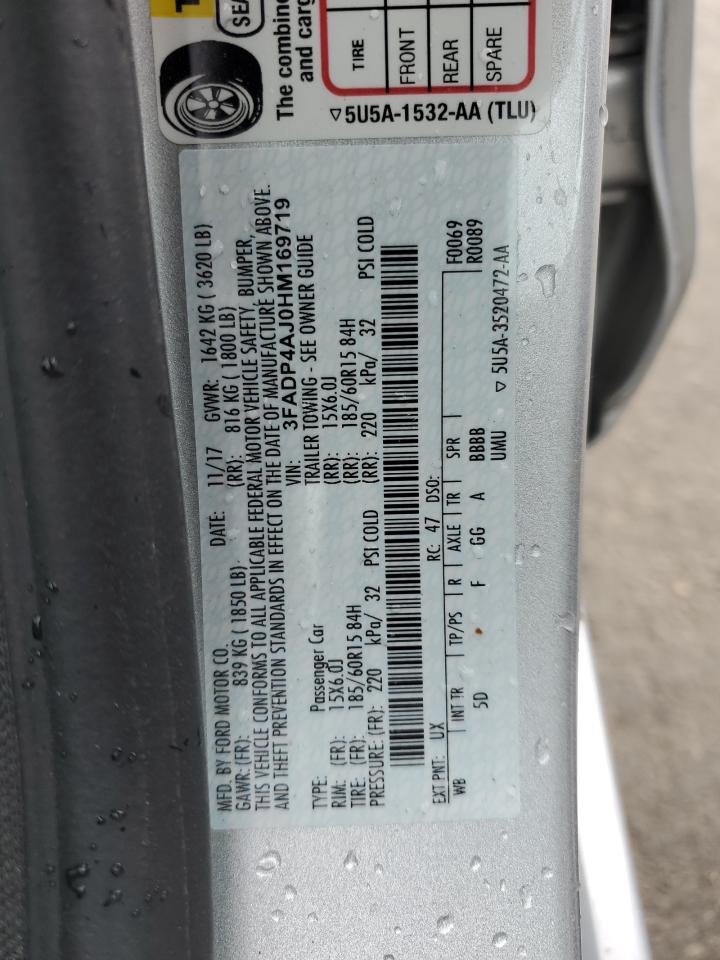 SEA
The combine
and carg
TIRE
FRONT
REAR
SPARE
▽5U5A-1532-AA (TLU)
MFD. BY FORD MOTOR CO. DATE: 11/17 GVWR: 1642 KG ( 3620 LB)
GAWR: (FR): 839 KG ( 1850 LB) (RR): 816 KG ( 1800 LB)
THIS VEHICLE CONFORMS TO ALL APPLICABLE FEDERAL MOTOR VEHICLE SAFETY, BUMPER,
AND THEFT PREVENTION STANDARDS IN EFFECT ON THE DATE OF MANUFACTURE SHOWN ABOVE.
VIN: 3FADP4AJ0HM169719
TYPE: Passenger Car TRAILER TOWING - SEE OWNER GUIDE
RIM: (FR): 15X6.0J (RR): 15X6.0J
TIRE: (FR): 185/60R15 84H (RR): 185/60R15 84H
PRESSURE: (FR): 220 kPa/ 32 PSI COLD (RR): 220 kPa/ 32 PSI COLD
EXT PNT: UX RC: 47 DSO: F0069
WB INT TR TP/PS R AXLE TR SPR R0089
5D F GG A BBBB
UMU
▽ 5U5A-3520472-AA